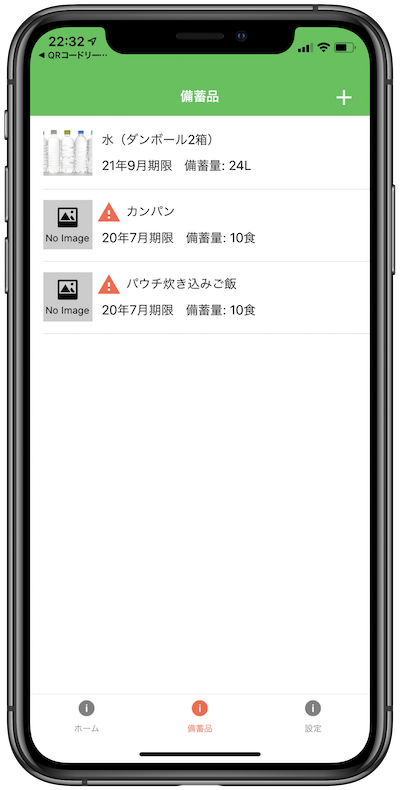 22:32
◀ QRコードリー…
備蓄品
水（ダンボール2箱）
21年9月期限　備蓄量: 24L
カンパン
No Image
20年7月期限　備蓄量: 10食
パウチ炊き込みご飯
No Image
20年7月期限　備蓄量: 10食
ホーム
備蓄品
設定